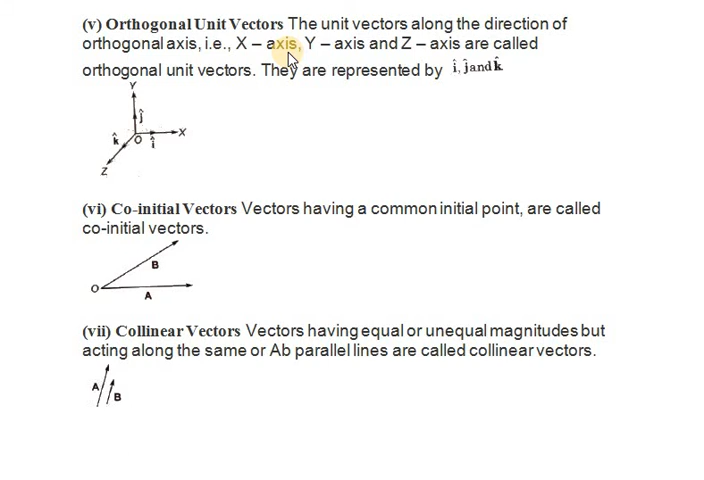 (v) Orthogonal Unit Vectors The unit vectors along the direction of
orthogonal axis, i.e., X – axis, Y – axis and Z – axis are called
orthogonal unit vectors. They are represented by î, ĵand k̂
Y
ĵ
k̂ O î X
Z
(vi) Co-initial Vectors Vectors having a common initial point, are called
co-initial vectors.
B
O
A
(vii) Collinear Vectors Vectors having equal or unequal magnitudes but
acting along the same or Ab parallel lines are called collinear vectors.
A
B